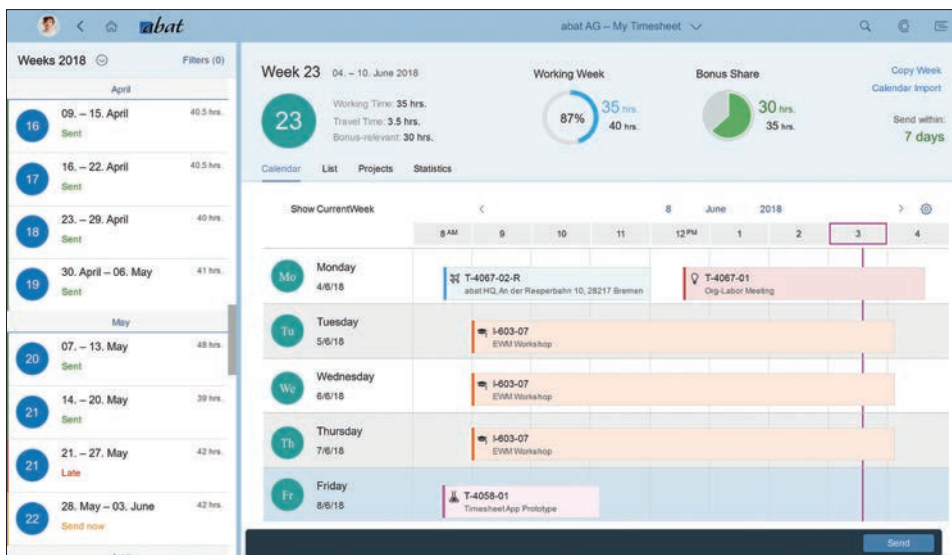 abat
abat AG – My Timesheet
Weeks 2018
Filters (0)
April
16
09. – 15. April
40.5 hrs.
Sent
17
16. – 22. April
40.5 hrs.
Sent
18
23. – 29. April
40 hrs.
Sent
19
30. April – 06. May
41 hrs.
Sent
May
20
07. – 13. May
48 hrs.
Sent
21
14. – 20. May
39 hrs.
Sent
21
21. – 27. May
42 hrs.
Late
22
28. May – 03. June
42 hrs.
Send now
Week 23
04. – 10. June 2018
23
Working Time: 35 hrs.
Travel Time: 3.5 hrs.
Bonus-relevant: 30 hrs.
Working Week
87%
35 hrs.
40 hrs.
Bonus Share
30 hrs.
35 hrs.
Copy Week
Calendar Import
Send within:
7 days
Calendar List Projects Statistics
Show CurrentWeek
8 June 2018
8 AM 9 10 11 12 PM 1 2 3 4
Mo
Monday
4/6/18
T-4067-02-R
abat HQ, An der Reeperbahn 10, 28217 Bremen
T-4067-01
Org-Labor Meeting
Tu
Tuesday
5/6/18
I-603-07
EWM Workshop
We
Wednesday
6/6/18
I-603-07
EWM Workshop
Th
Thursday
7/6/18
I-603-07
EWM Workshop
Fr
Friday
8/6/18
T-4058-01
Timesheet App Prototype
Send